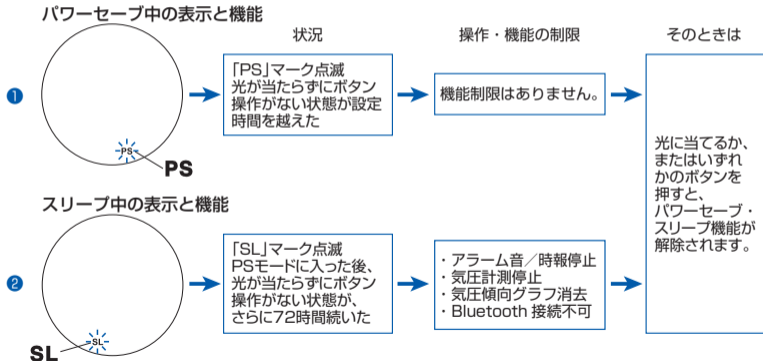 パワーセーブ中の表示と機能
状況
操作・機能の制限
そのときは
❶
PS
PS
「PS」マーク点滅
光が当たらずにボタン
操作がない状態が設定
時間を越えた
機能制限はありません。
光に当てるか、
またはいずれ
かのボタンを
押すと、
パワーセーブ・
スリープ機能が
解除されます。
スリープ中の表示と機能
❷
SL
SL
「SL」マーク点滅
PSモードに入った後、
光が当たらずにボタン
操作がない状態が、
さらに72時間続いた
・アラーム音／時報停止
・気圧計測停止
・気圧傾向グラフ消去
・Bluetooth 接続不可